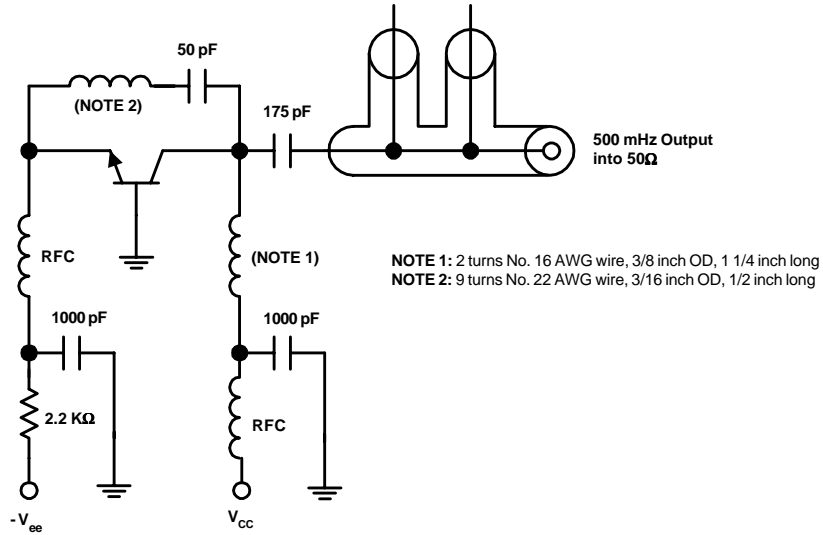 50 pF
(NOTE 2)
175 pF
500 mHz Output
into 50Ω
RFC
(NOTE 1)
NOTE 1: 2 turns No. 16 AWG wire, 3/8 inch OD, 1 1/4 inch long
NOTE 2: 9 turns No. 22 AWG wire, 3/16 inch OD, 1/2 inch long
1000 pF
1000 pF
2.2 KΩ
RFC
- Vee
VCC